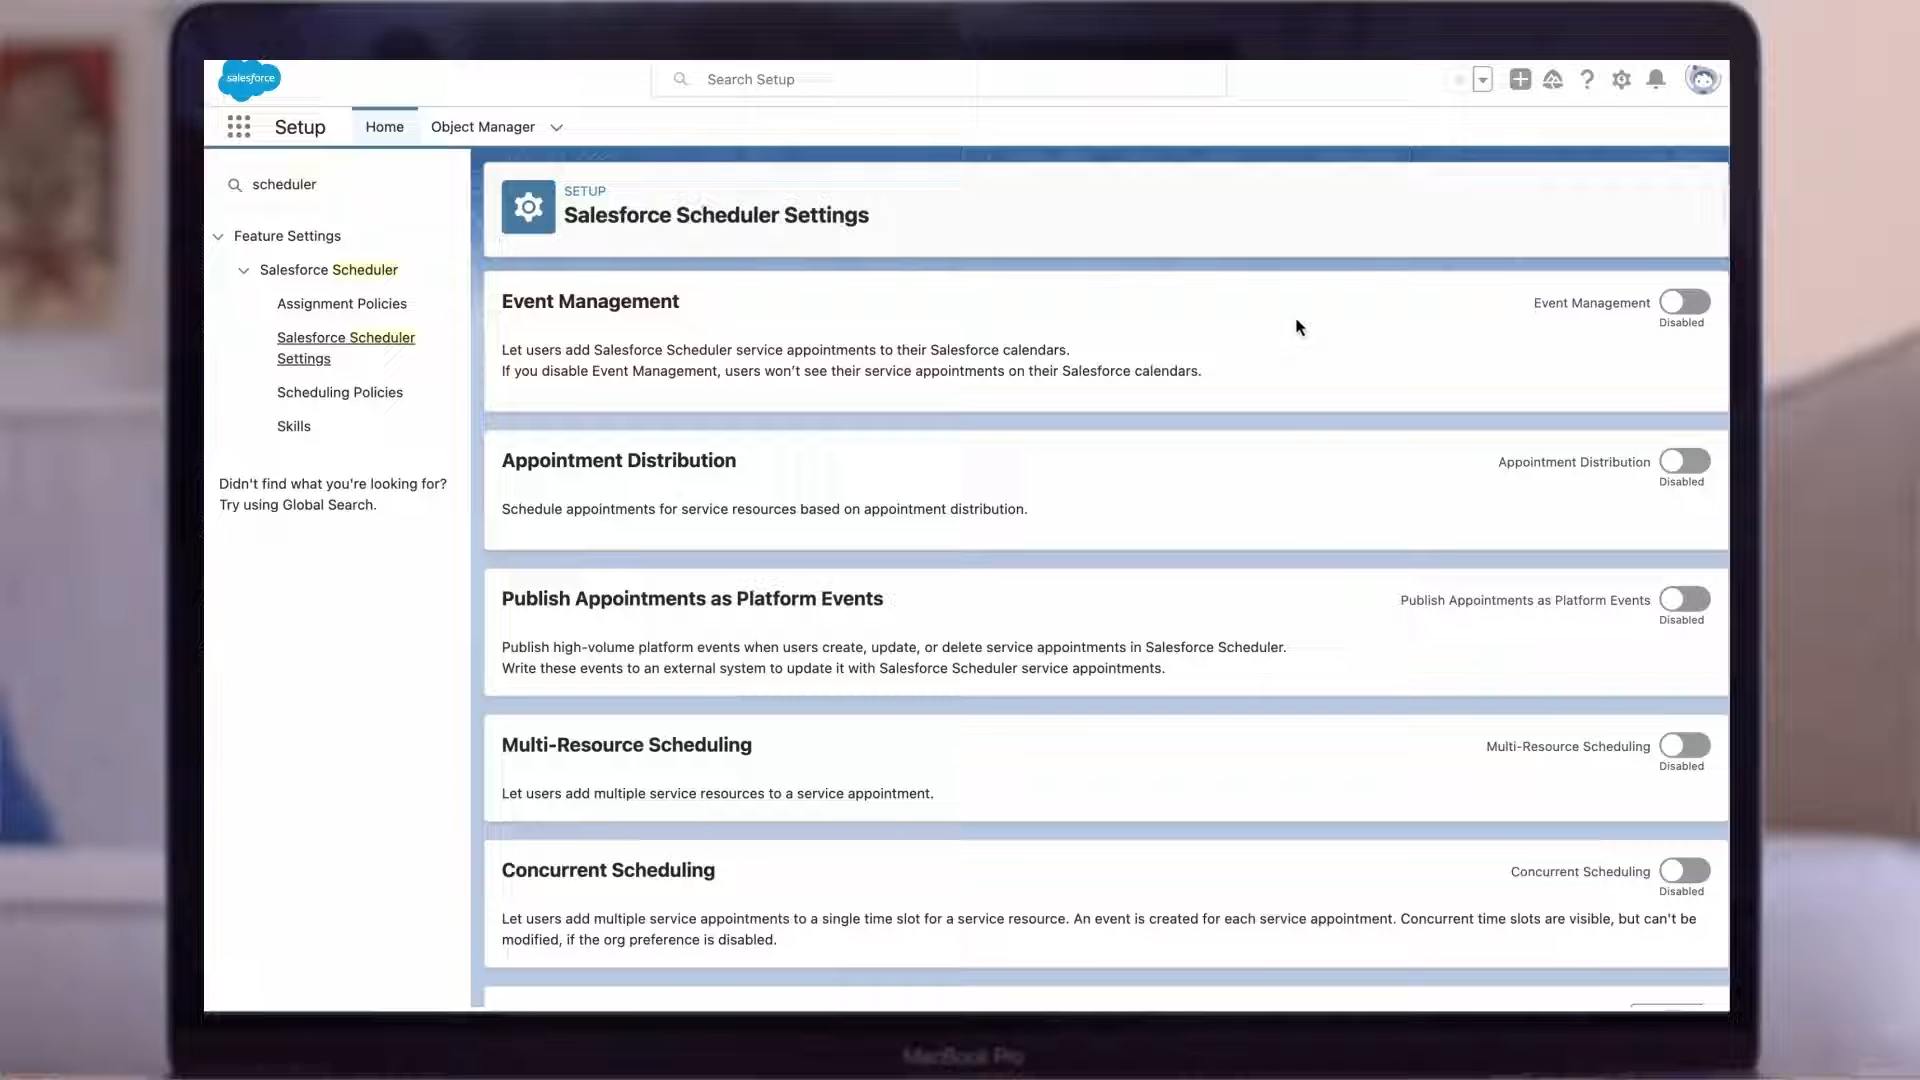 salesforce
Search Setup
Setup
Home
Object Manager
scheduler
Feature Settings
Salesforce Scheduler
Assignment Policies
Salesforce Scheduler
Settings
Scheduling Policies
Skills
Didn't find what you're looking for?
Try using Global Search.
SETUP
Salesforce Scheduler Settings
Event Management
Event Management
Disabled
Let users add Salesforce Scheduler service appointments to their Salesforce calendars.
If you disable Event Management, users won't see their service appointments on their Salesforce calendars.
Appointment Distribution
Appointment Distribution
Disabled
Schedule appointments for service resources based on appointment distribution.
Publish Appointments as Platform Events
Publish Appointments as Platform Events
Disabled
Publish high-volume platform events when users create, update, or delete service appointments in Salesforce Scheduler.
Write these events to an external system to update it with Salesforce Scheduler service appointments.
Multi-Resource Scheduling
Multi-Resource Scheduling
Disabled
Let users add multiple service resources to a service appointment.
Concurrent Scheduling
Concurrent Scheduling
Disabled
Let users add multiple service appointments to a single time slot for a service resource. An event is created for each service appointment. Concurrent time slots are visible, but can't be
modified, if the org preference is disabled.
MacBook Pro